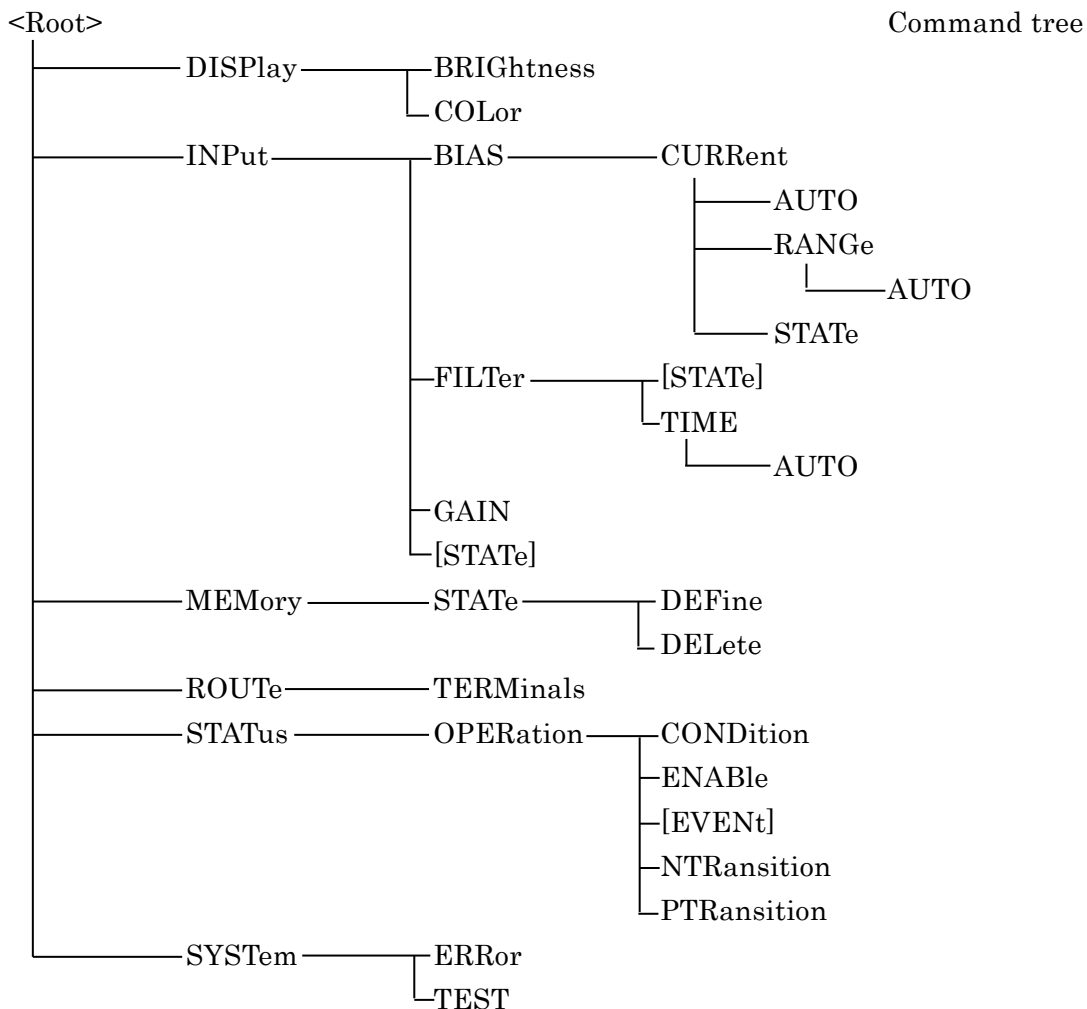 <Root> Command tree
DISPlay BRIGhtness
COLor
INPut BIAS CURRent
AUTO
RANGe
AUTO
STATe
FILTer [STATe]
TIME
AUTO
GAIN
[STATe]
MEMory STATe DEFine
DELete
ROUTe TERMinals
STATus OPERation CONDition
ENABle
[EVENt]
NTRansition
PTRansition
SYSTem ERRor
TEST